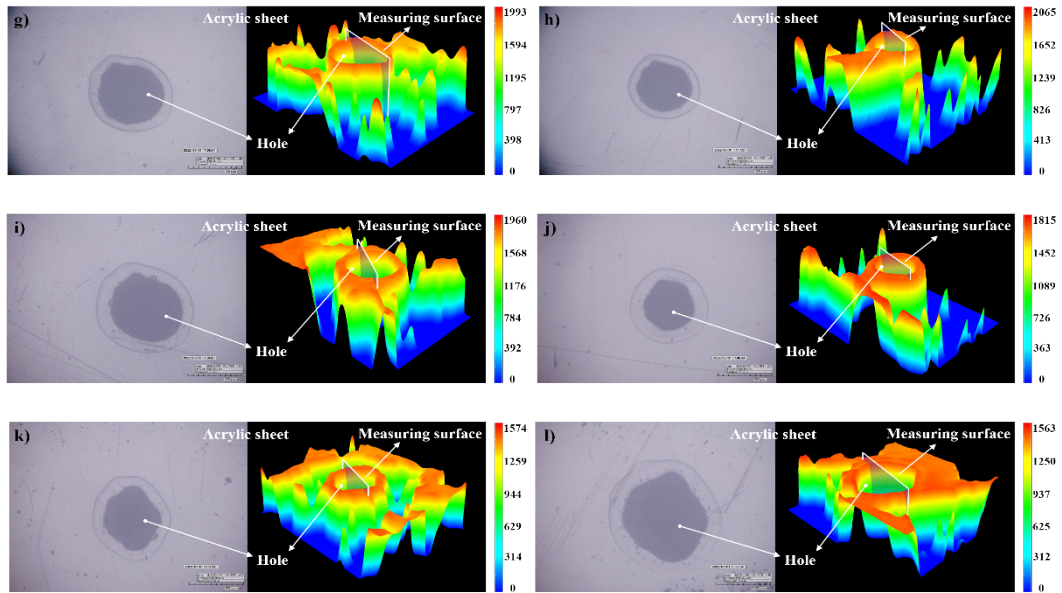 g)
Acrylic sheet
Measuring surface
Hole
1993
1594
1195
797
398
0
h)
Acrylic sheet
Measuring surface
Hole
2065
1652
1239
826
413
0
i)
Acrylic sheet
Measuring surface
Hole
1960
1568
1176
784
392
0
j)
Acrylic sheet
Measuring surface
Hole
1815
1452
1089
726
363
0
k)
Acrylic sheet
Measuring surface
Hole
1574
1259
944
629
314
0
l)
Acrylic sheet
Measuring surface
Hole
1563
1250
937
625
312
0